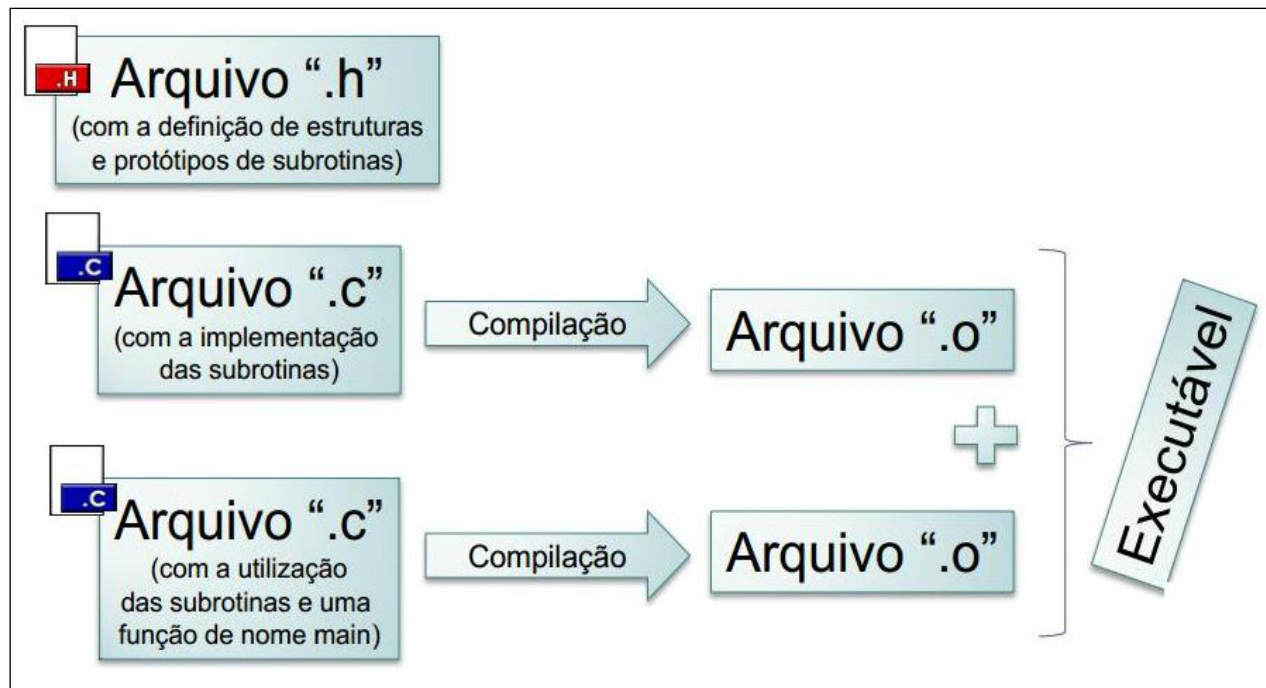 .H
Arquivo “.h”
(com a definição de estruturas
e protótipos de subrotinas)
.C
Arquivo “.c”
(com a implementação
das subrotinas)
Compilação
Arquivo “.o”
.C
Arquivo “.c”
(com a utilização
das subrotinas e uma
função de nome main)
Compilação
Arquivo “.o”
Executável